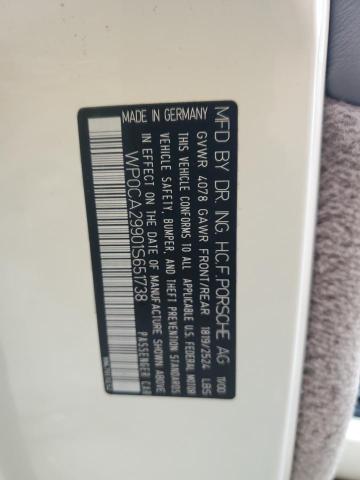 MFD BY DR. ING. H.C.F. PORSCHE AG 11/00
GVWR 4078 GAWR FRONT/REAR 1819/2524 LBS
THIS VEHICLE CONFORMS TO ALL APPLICABLE U.S. FEDERAL MOTOR
VEHICLE SAFETY, BUMPER, AND THEFT PREVENTION STANDARDS
IN EFFECT ON THE DATE OF MANUFACTURE SHOWN ABOVE.
WP0CA29901S651738 PASSENGER CAR
MADE IN GERMANY